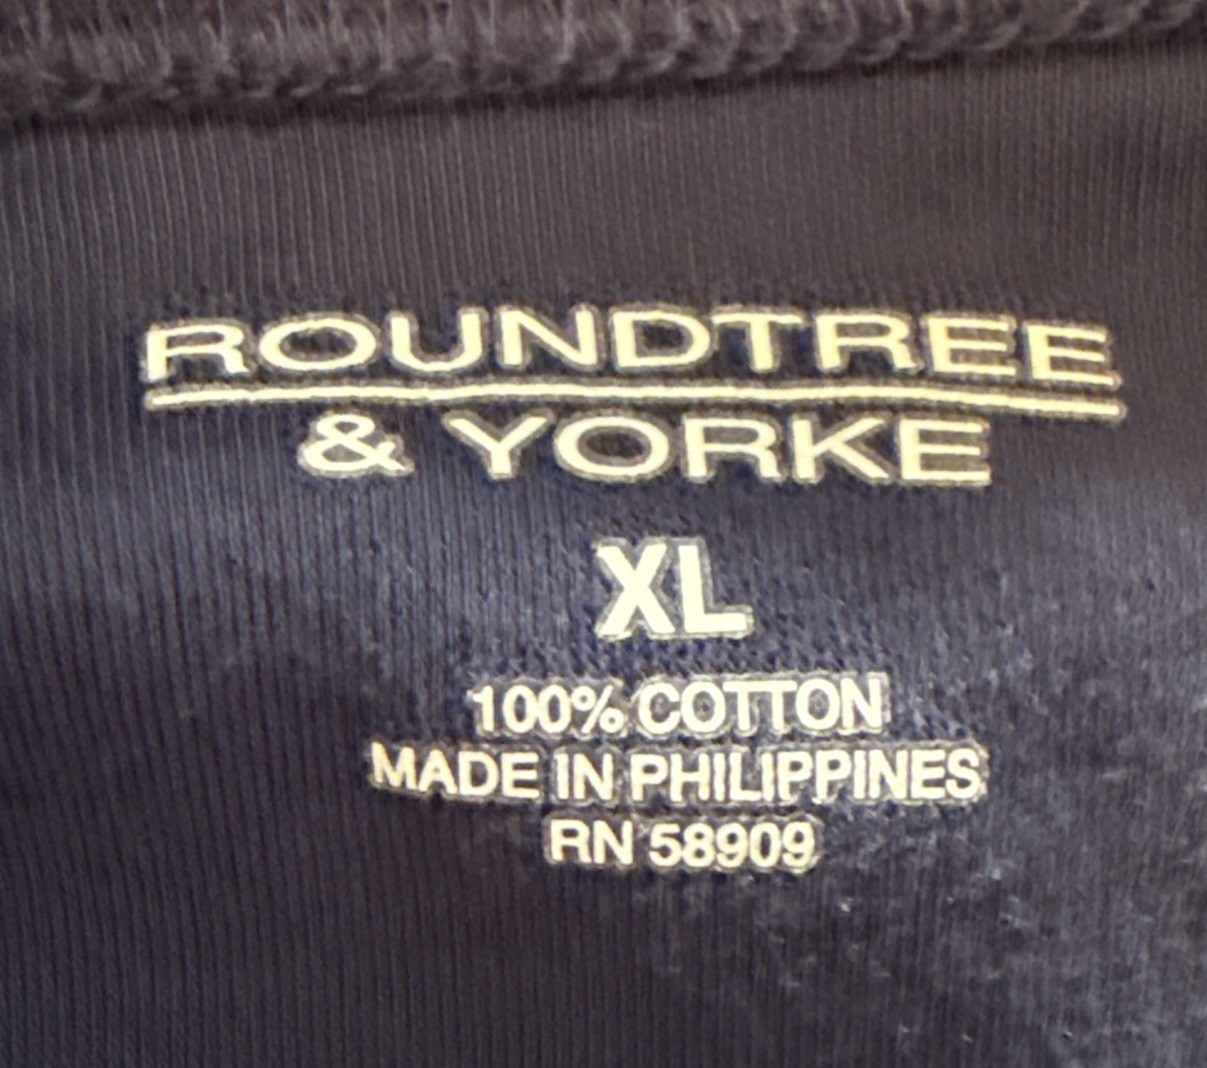 ROUNDTREE
& YORKE
XL
100% COTTON
MADE IN PHILIPPINES
RN 58909